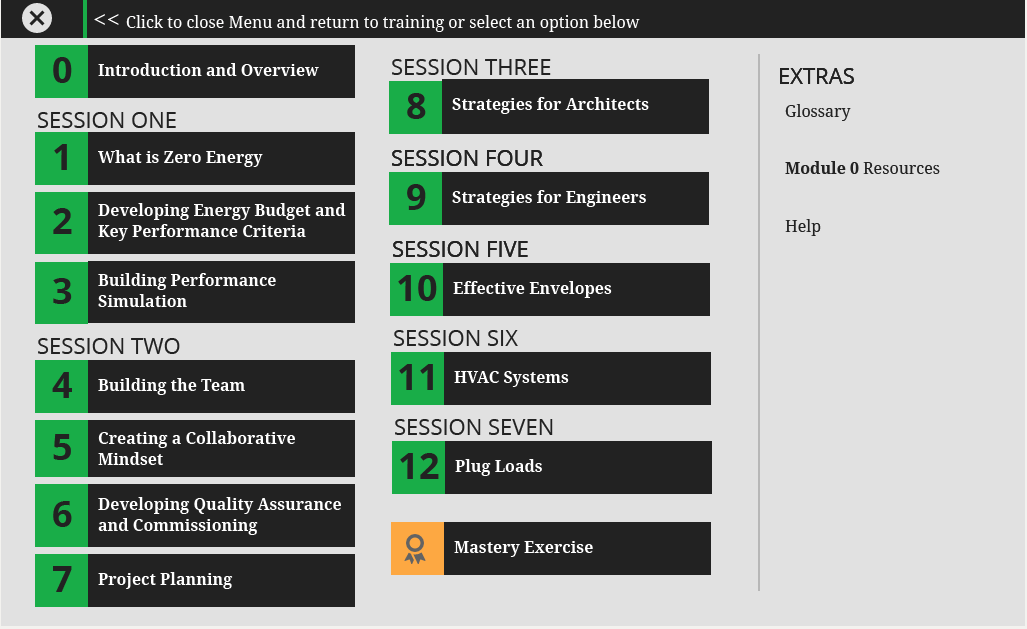 << Click to close Menu and return to training or select an option below
0 Introduction and Overview
SESSION ONE
1 What is Zero Energy
2 Developing Energy Budget and
Key Performance Criteria
3 Building Performance
Simulation
SESSION TWO
4 Building the Team
5 Creating a Collaborative
Mindset
6 Developing Quality Assurance
and Commissioning
7 Project Planning
SESSION THREE
8 Strategies for Architects
SESSION FOUR
9 Strategies for Engineers
SESSION FIVE
10 Effective Envelopes
SESSION SIX
11 HVAC Systems
SESSION SEVEN
12 Plug Loads
Mastery Exercise
EXTRAS
Glossary
Module 0 Resources
Help